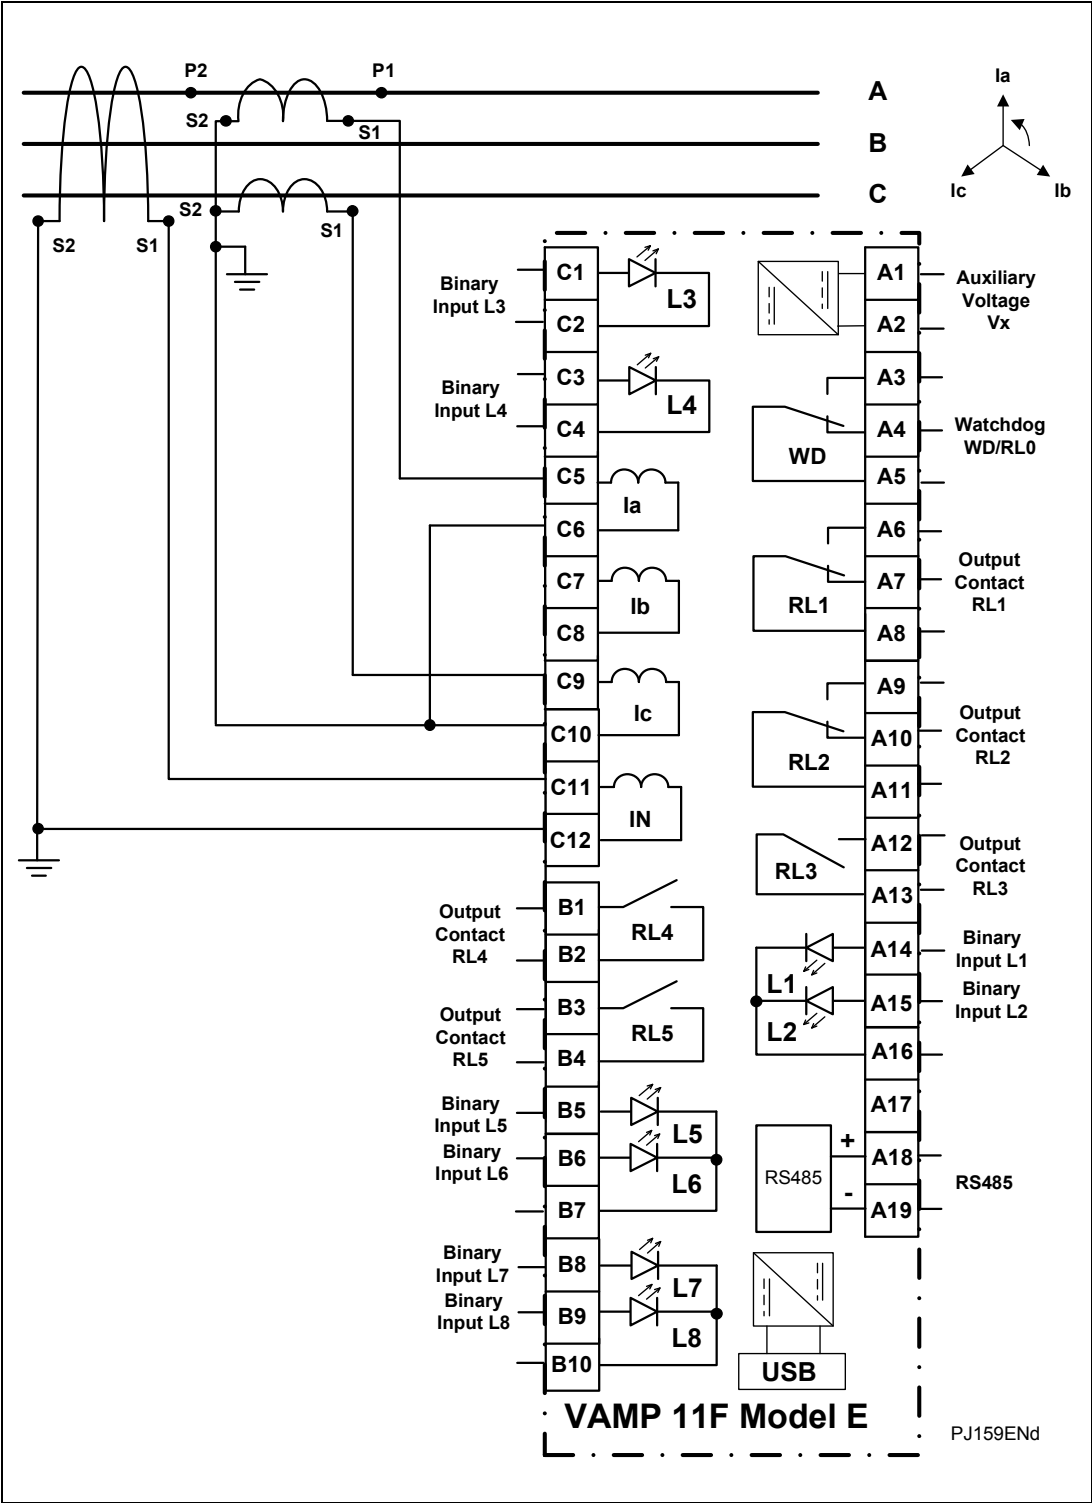 P2
P1
A
S2
S1
B
C
S2
S1
S2
S1
Ia
Ic
Ib
Binary
Input L3
C1
C2
L3
Binary
Input L4
C3
C4
L4
C5
C6
Ia
C7
C8
Ib
C9
C10
Ic
C11
C12
IN
Output
Contact
RL4
B1
B2
RL4
Output
Contact
RL5
B3
B4
RL5
Binary
Input L5
B5
L5
Binary
Input L6
B6
L6
B7
Binary
Input L7
B8
L7
Binary
Input L8
B9
L8
B10
A1
A2
Auxiliary
Voltage
Vx
A3
A4
A5
WD
Watchdog
WD/RL0
A6
A7
A8
RL1
Output
Contact
RL1
A9
A10
A11
RL2
Output
Contact
RL2
A12
A13
RL3
Output
Contact
RL3
A14
L1
Binary
Input L1
A15
L2
Binary
Input L2
A16
A17
RS485
+
A18
-
A19
RS485
USB
VAMP 11F Model E
PJ159ENd